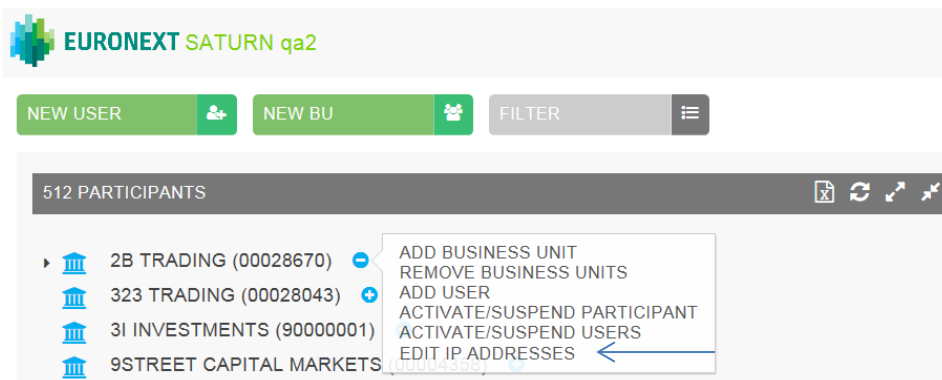 EURONEXT SATURN qa2
NEW USER
NEW BU
FILTER
512 PARTICIPANTS
2B TRADING (00028670)
ADD BUSINESS UNIT
REMOVE BUSINESS UNITS
ADD USER
ACTIVATE/SUSPEND PARTICIPANT
ACTIVATE/SUSPEND USERS
EDIT IP ADDRESSES
323 TRADING (00028043)
3I INVESTMENTS (90000001)
9STREET CAPITAL MARKETS (00004358)